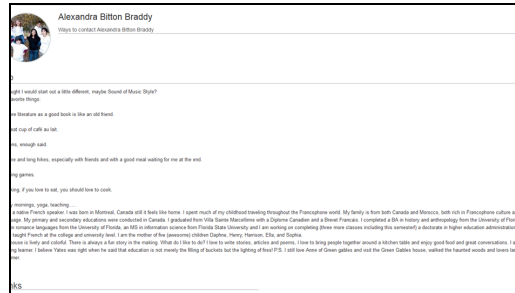 Alexandra Bitton Braddy
Ways to contact Alexandra Bitton Braddy
ght I would start out a little different, maybe Sound of Music Style?
avorite things:
re literature as a good book is like an old friend.
eat cup of café au lait.
ns, enough said.
re and long hikes, especially with friends and with a good meal waiting for me at the end.
ing games.
king, if you love to eat, you should love to cook.
y mornings, yoga, teaching.....
a native French speaker. I was born in Montreal, Canada still it feels like home. I spent much of my childhood traveling throughout the Francophone world. My family is from both Canada and Morocco, both rich in Francophone culture a
uage. My primary and secondary educations were conducted in Canada. I graduated from Villa Sainte Marcelline with a Diplome Canadien and a Brevet Francais. I completed a BA in history and anthropology from the University of Flor
in romance languages from the University of Florida, an MS in information science from Florida State University and I am working on completing (three more classes including this semester!) a doctorate in higher education administration
taught French at the college and university level. I am the mother of five (awesome) children Daphne, Henry, Harrison, Ella, and Sophia.
house is lively and colorful. There is always a fun story in the making. What do I like to do? I love to write stories, articles and poems, I love to bring people together around a kitchen table and enjoy good food and great conversations. I a
ng learner. I believe Yates was right when he said that education is not merely the filling of buckets but the lighting of fires! P.S. I still love Anne of Green gables and visit the Green Gables house, walked the haunted woods and lovers la
mer.
nks